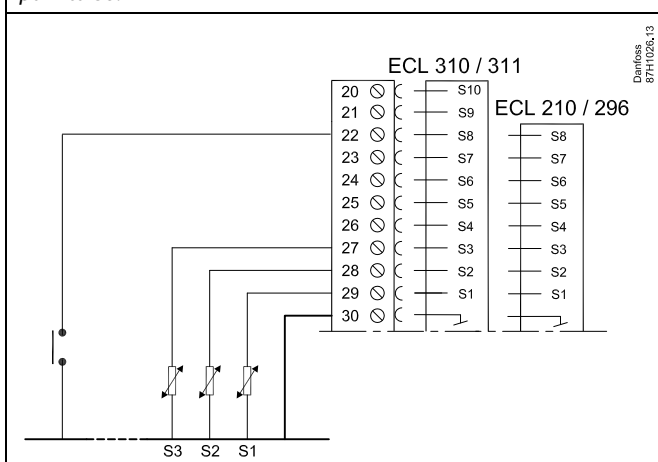 Danfoss
87H1026.13
ECL 310 / 311
ECL 210 / 296
20 S10
21 S9
22 S8 S8
23 S7 S7
24 S6 S6
25 S5 S5
26 S4 S4
27 S3 S3
28 S2 S2
29 S1 S1
30
S3 S2 S1